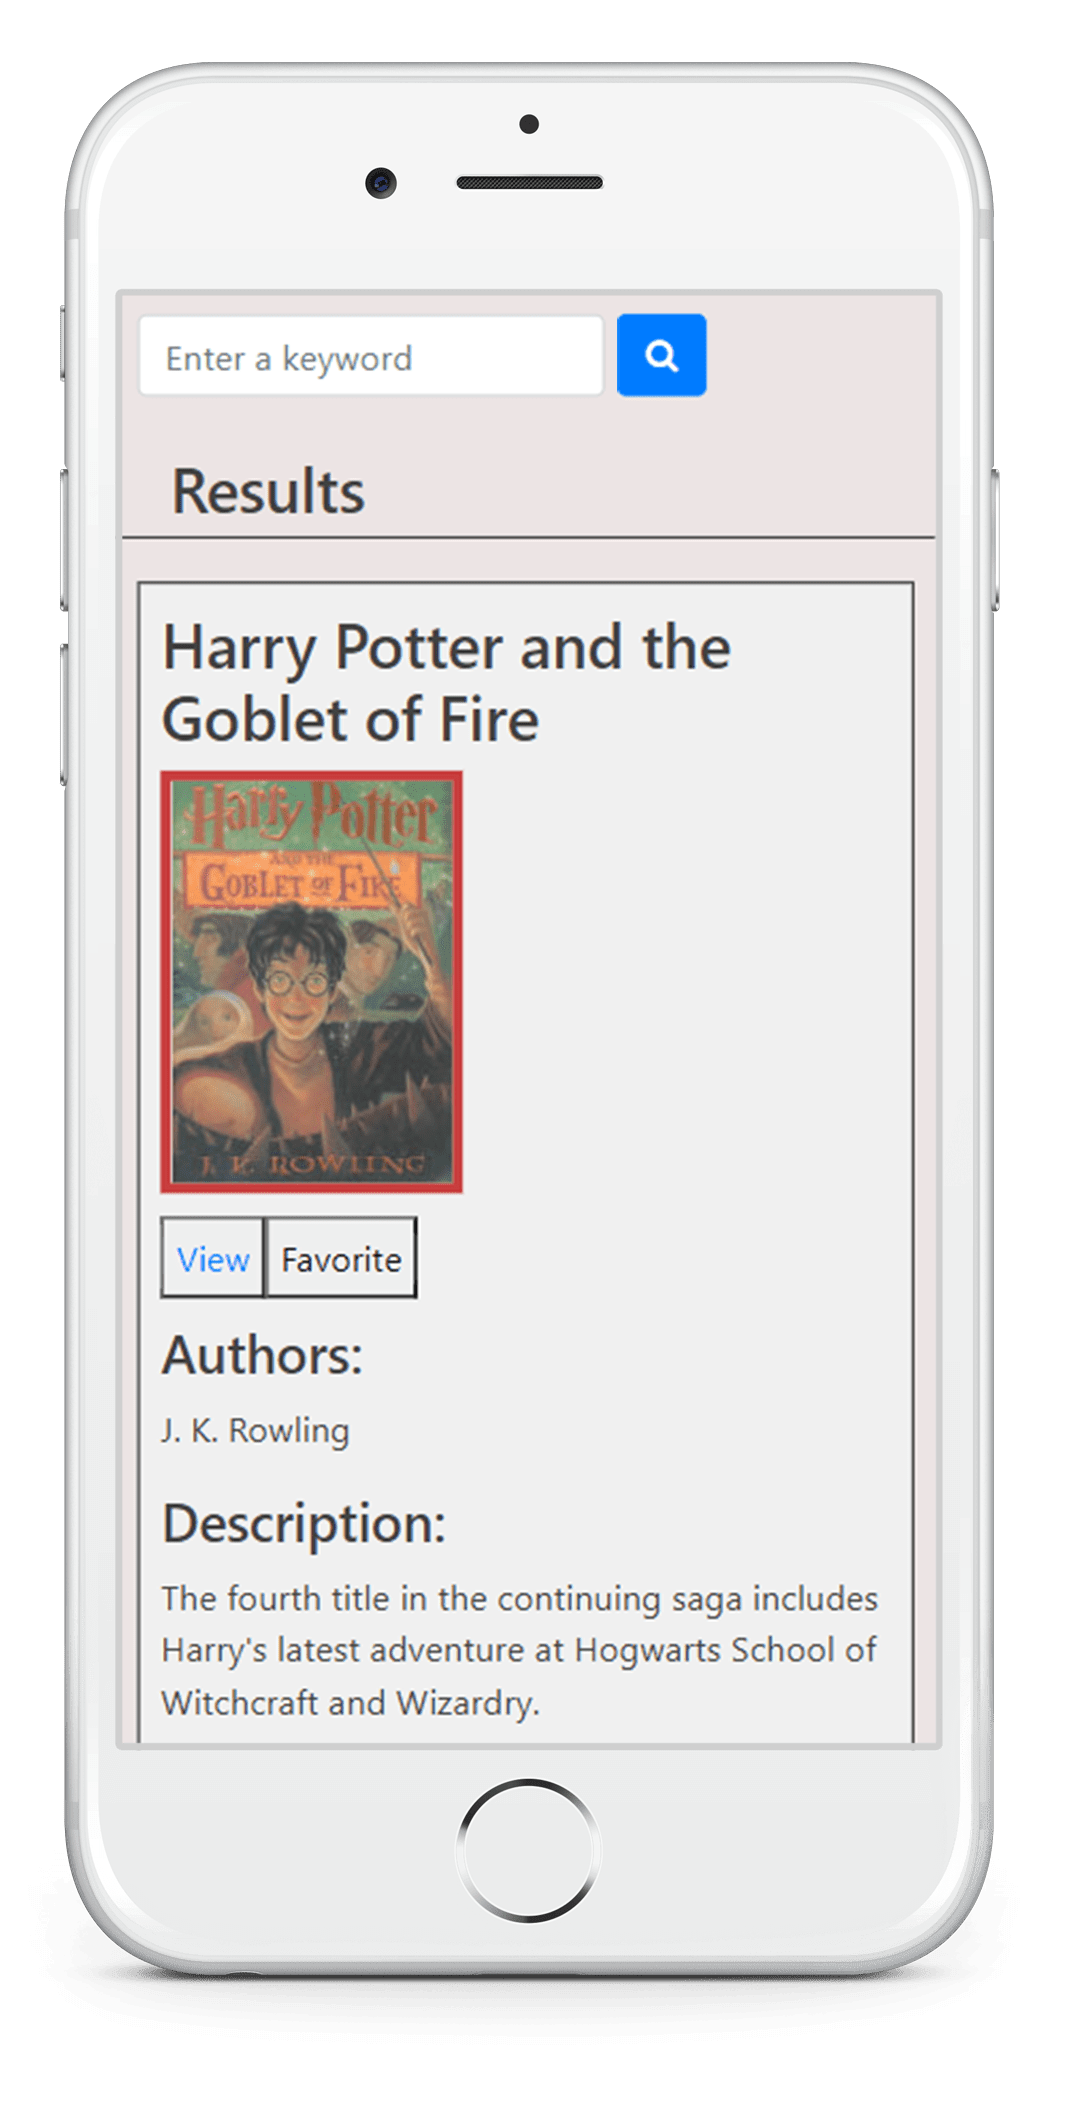 Enter a keyword
Results
Harry Potter and the
Goblet of Fire
Harry Potter
AND THE
GOBLET OF FIRE
J. K. ROWLING
View
Favorite
Authors:
J. K. Rowling
Description:
The fourth title in the continuing saga includes
Harry's latest adventure at Hogwarts School of
Witchcraft and Wizardry.